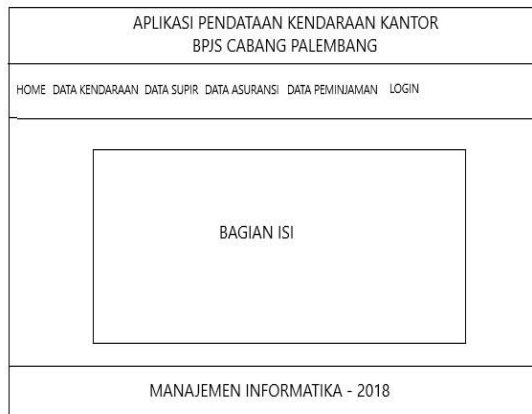 APLIKASI PENDATAAN KENDARAAN KANTOR
BPJS CABANG PALEMBANG
HOME DATA KENDARAAN DATA SUPIR DATA ASURANSI DATA PEMINJAMAN LOGIN
BAGIAN ISI
MANAJEMEN INFORMATIKA - 2018